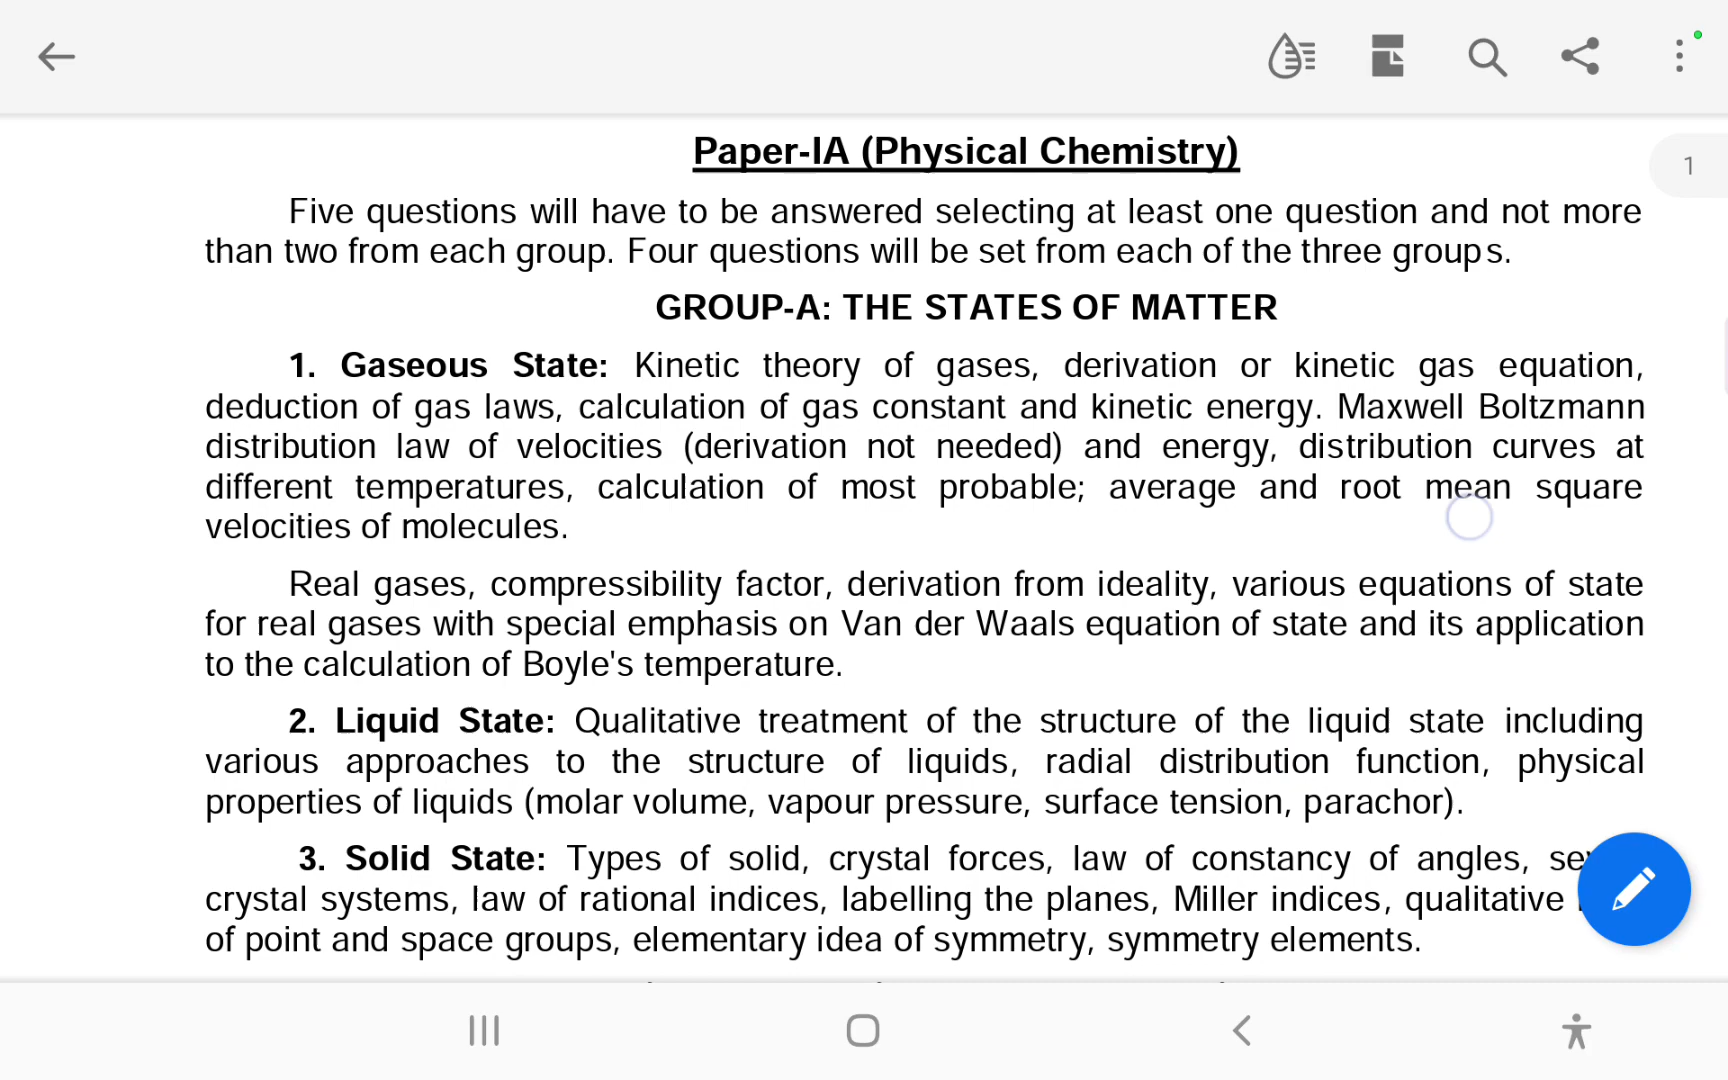 Paper-IA (Physical Chemistry)
1
Five questions will have to be answered selecting at least one question and not more
than two from each group. Four questions will be set from each of the three groups.
GROUP-A: THE STATES OF MATTER
1. Gaseous State: Kinetic theory of gases, derivation or kinetic gas equation,
deduction of gas laws, calculation of gas constant and kinetic energy. Maxwell Boltzmann
distribution law of velocities (derivation not needed) and energy, distribution curves at
different temperatures, calculation of most probable; average and root mean square
velocities of molecules.
Real gases, compressibility factor, derivation from ideality, various equations of state
for real gases with special emphasis on Van der Waals equation of state and its application
to the calculation of Boyle's temperature.
2. Liquid State: Qualitative treatment of the structure of the liquid state including
various approaches to the structure of liquids, radial distribution function, physical
properties of liquids (molar volume, vapour pressure, surface tension, parachor).
3. Solid State: Types of solid, crystal forces, law of constancy of angles,
crystal systems, law of rational indices, labelling the planes, Miller indices, qualitative
of point and space groups, elementary idea of symmetry, symmetry elements.